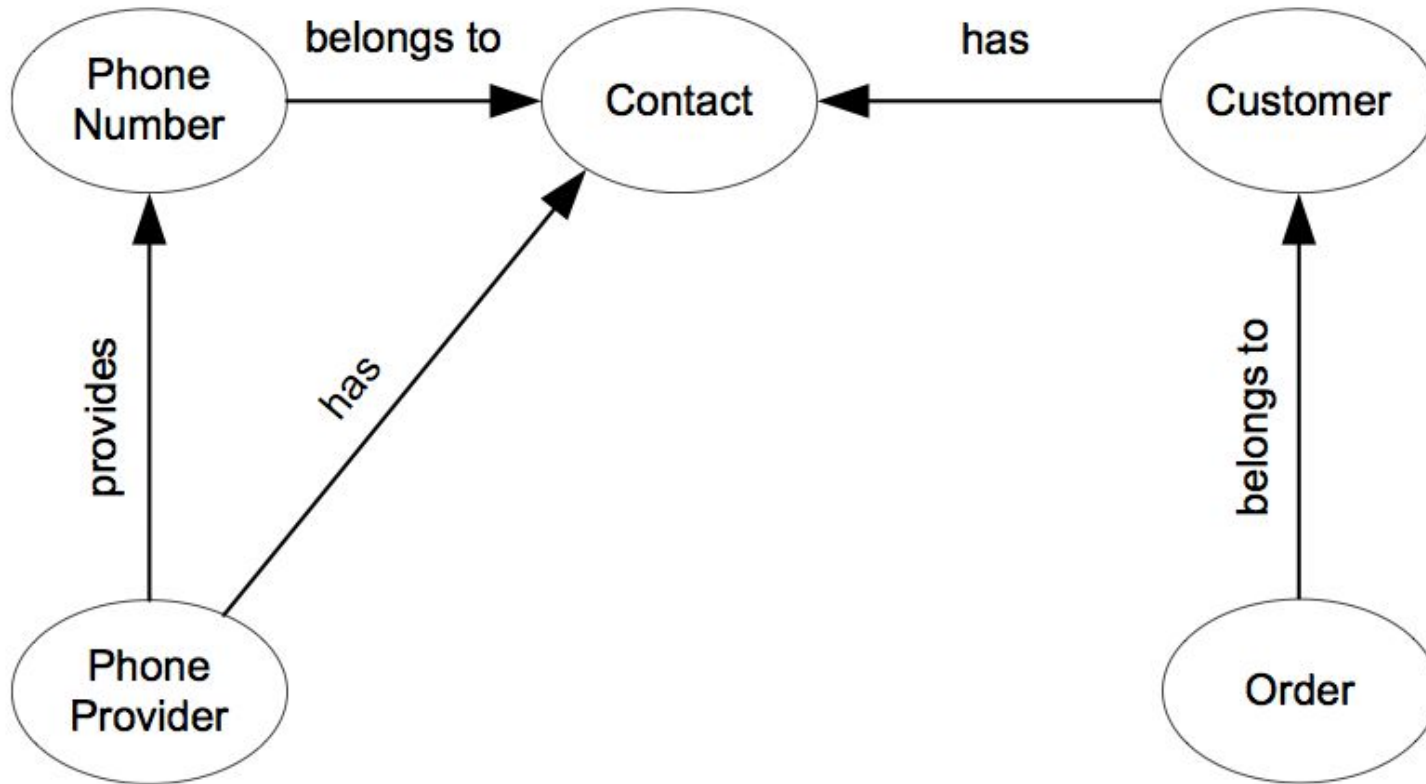 belongs to
has
Phone
Number
Contact
Customer
provides
has
belongs to
Phone
Provider
Order